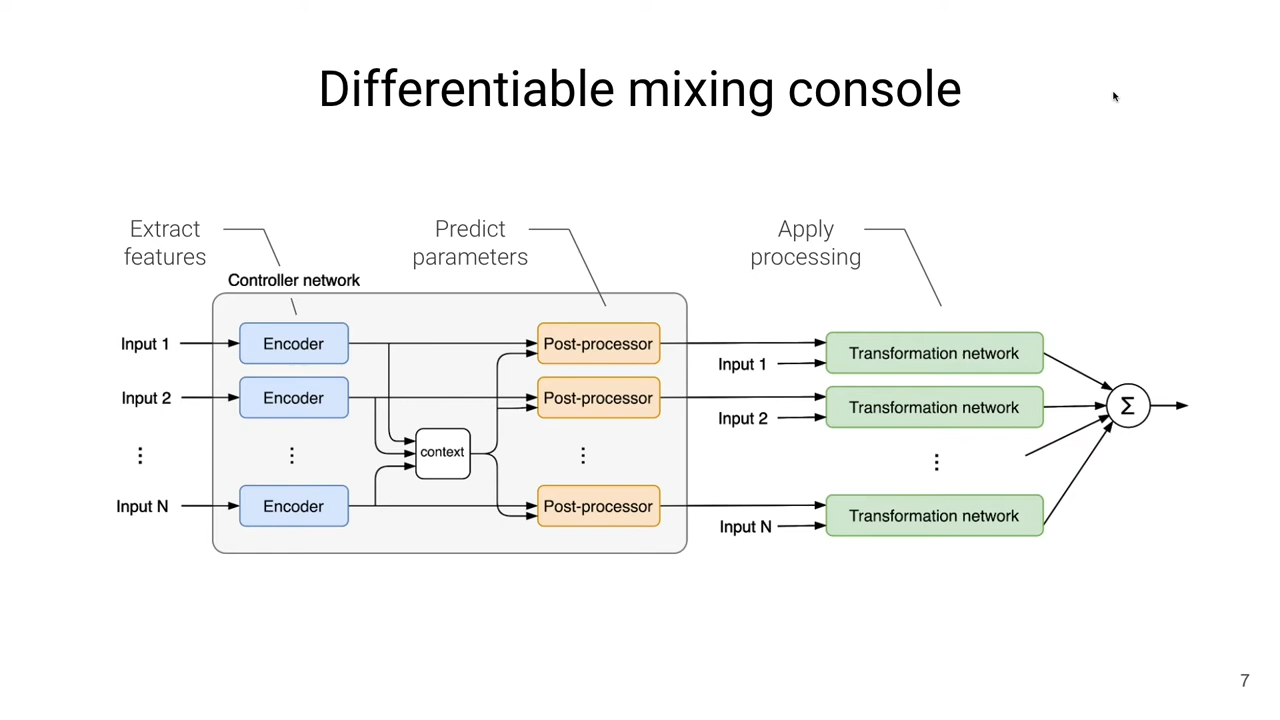 Differentiable mixing console
Extract
features
Predict
parameters
Apply
processing
Controller network
Input 1
Encoder
Post-processor
Input 1
Transformation network
Input 2
Encoder
Post-processor
Input 2
Transformation network
Σ
⋮
⋮
context
⋮
⋮
Input N
Encoder
Post-processor
Input N
Transformation network
7